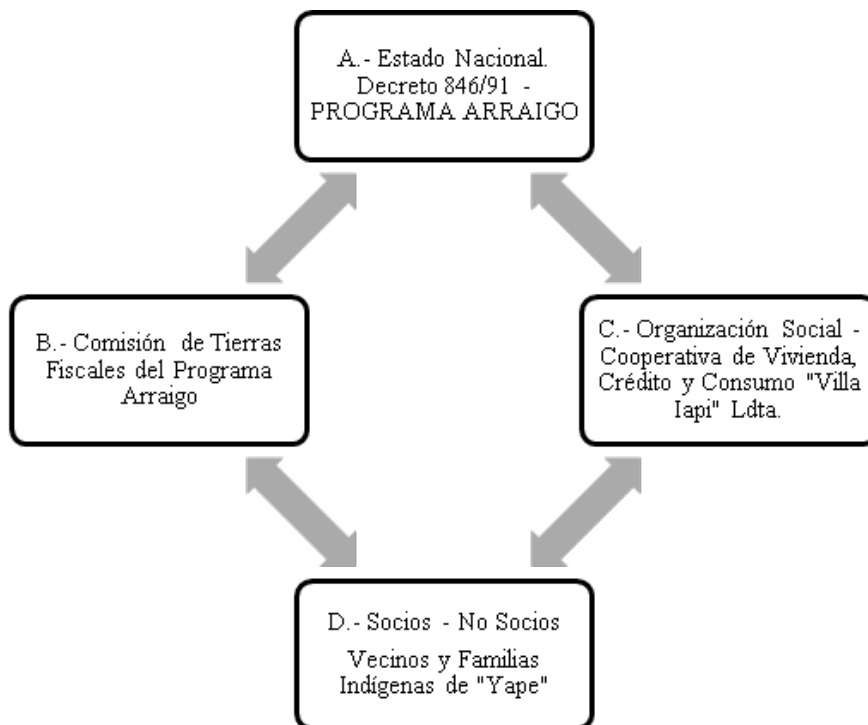 A.- Estado Nacional.
Decreto 846/91 -
PROGRAMA ARRAIGO
B.- Comisión de Tierras
Fiscales del Programa
Arraigo
C.- Organización Social -
Cooperativa de Vivienda,
Crédito y Consumo "Villa
Iapi" Ldta.
D.- Socios - No Socios
Vecinos y Familias
Indígenas de "Yape"